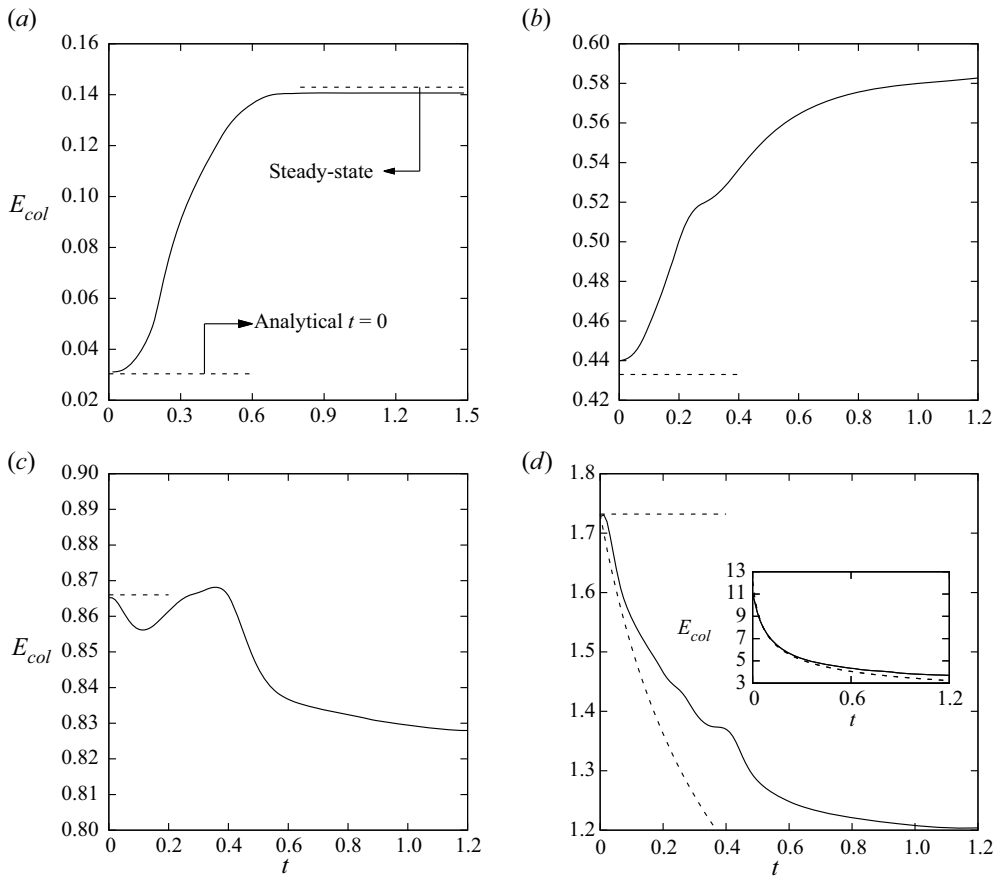 (a)
0.16
0.14
0.12
0.10
0.08
0.06
0.04
0.02
E_col
Steady-state
Analytical t = 0
0 0.3 0.6 0.9 1.2 1.5
(b)
0.60
0.58
0.56
0.54
0.52
0.50
0.48
0.46
0.44
0.42
0 0.2 0.4 0.6 0.8 1.0 1.2
(c)
0.90
0.89
0.88
0.87
0.86
0.85
0.84
0.83
0.82
0.81
0.80
E_col
0 0.2 0.4 0.6 0.8 1.0 1.2
t
(d)
1.8
1.7
1.6
1.5
1.4
1.3
1.2
13
11
9
7
5
3
E_col
0 0.6 1.2
t
0 0.2 0.4 0.6 0.8 1.0 1.2
t